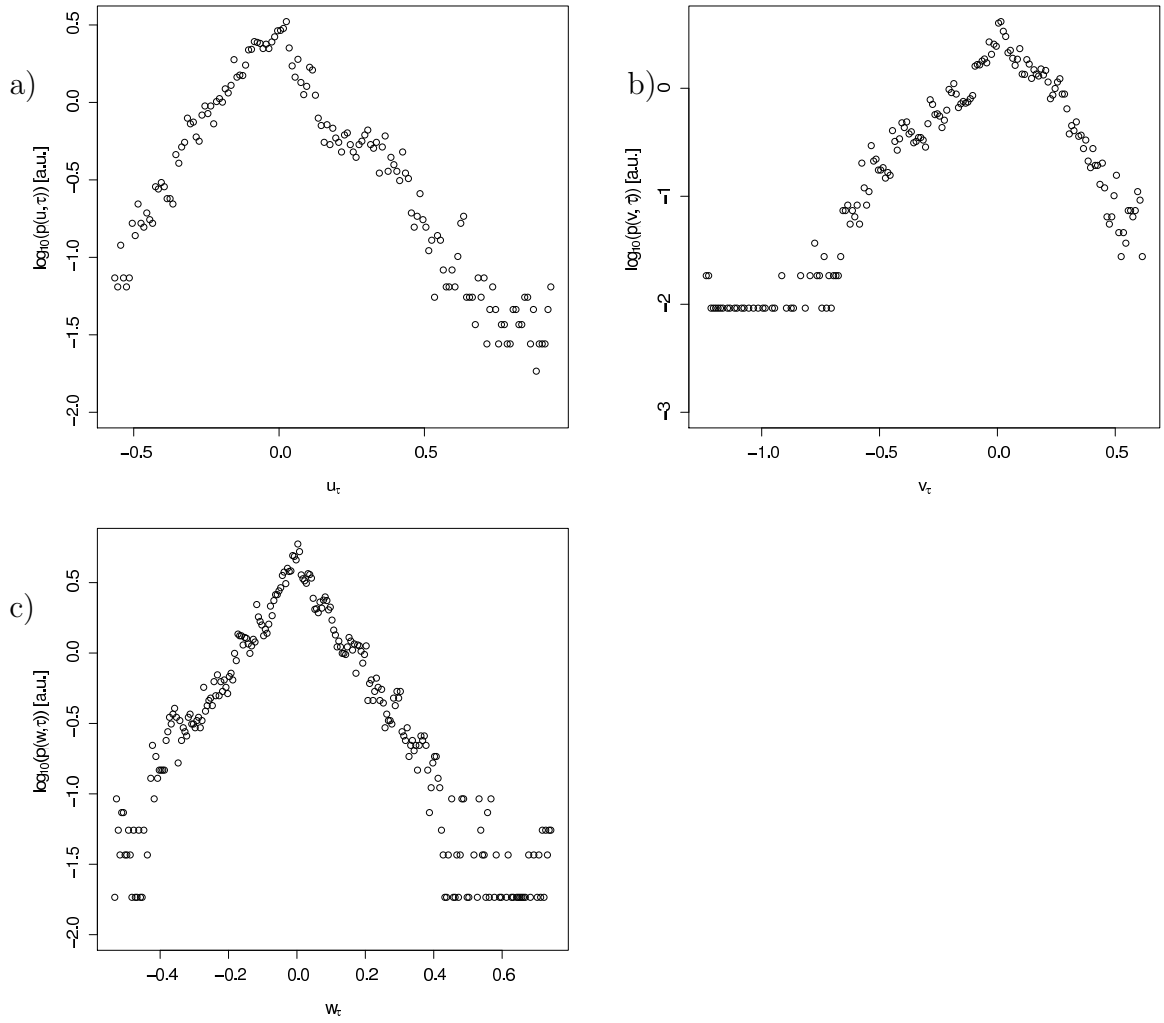 a)
log10(p(u,τ)) [a.u.]
0.5
0.0
−0.5
−1.0
−1.5
−2.0
−0.5 0.0 0.5
uτ
b)
log10(p(v,τ)) [a.u.]
0
−1
−2
−3
−1.0 −0.5 0.0 0.5
vτ
c)
log10(p(w,τ)) [a.u.]
0.5
0.0
−0.5
−1.0
−1.5
−2.0
−0.4 −0.2 0.0 0.2 0.4 0.6
wτ